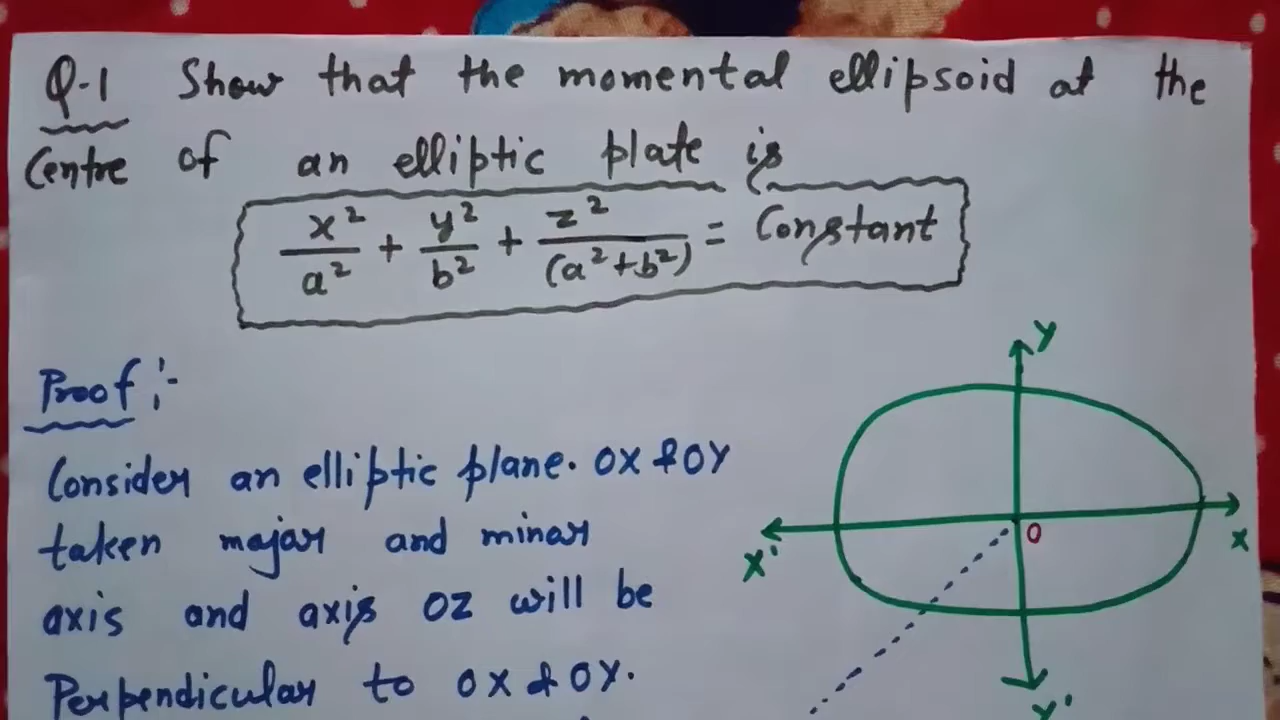 Q.1 Show that the momental ellipsoid at the
Centre of an elliptic plate is
x²/a² + y²/b² + z²/(a²+b²) = Constant
Proof :-
Consider an elliptic plane. OX & OY
taken major and minor
axis and axis OZ will be
Perpendicular to OX & OY.
Y
X'
O
X
Y'